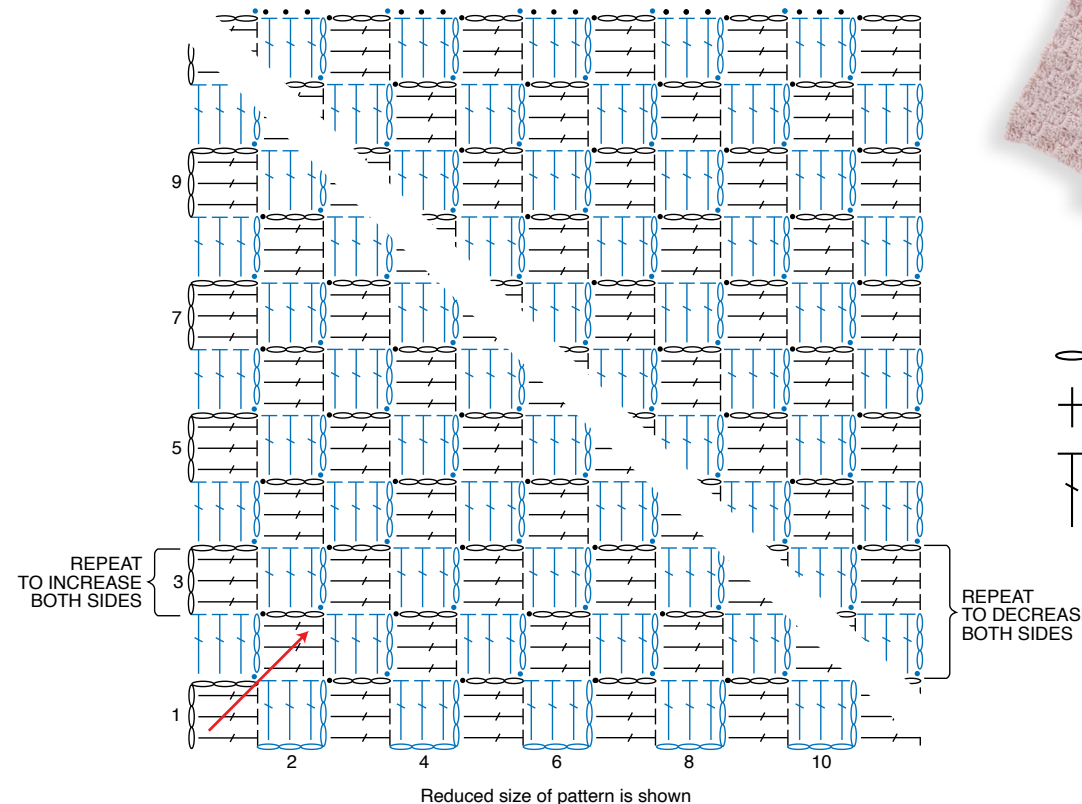 9
7
5
REPEAT
TO INCREASE
BOTH SIDES
3
REPEAT
TO DECREAS
BOTH SIDES
1
2 4 6 8 10
Reduced size of pattern is shown